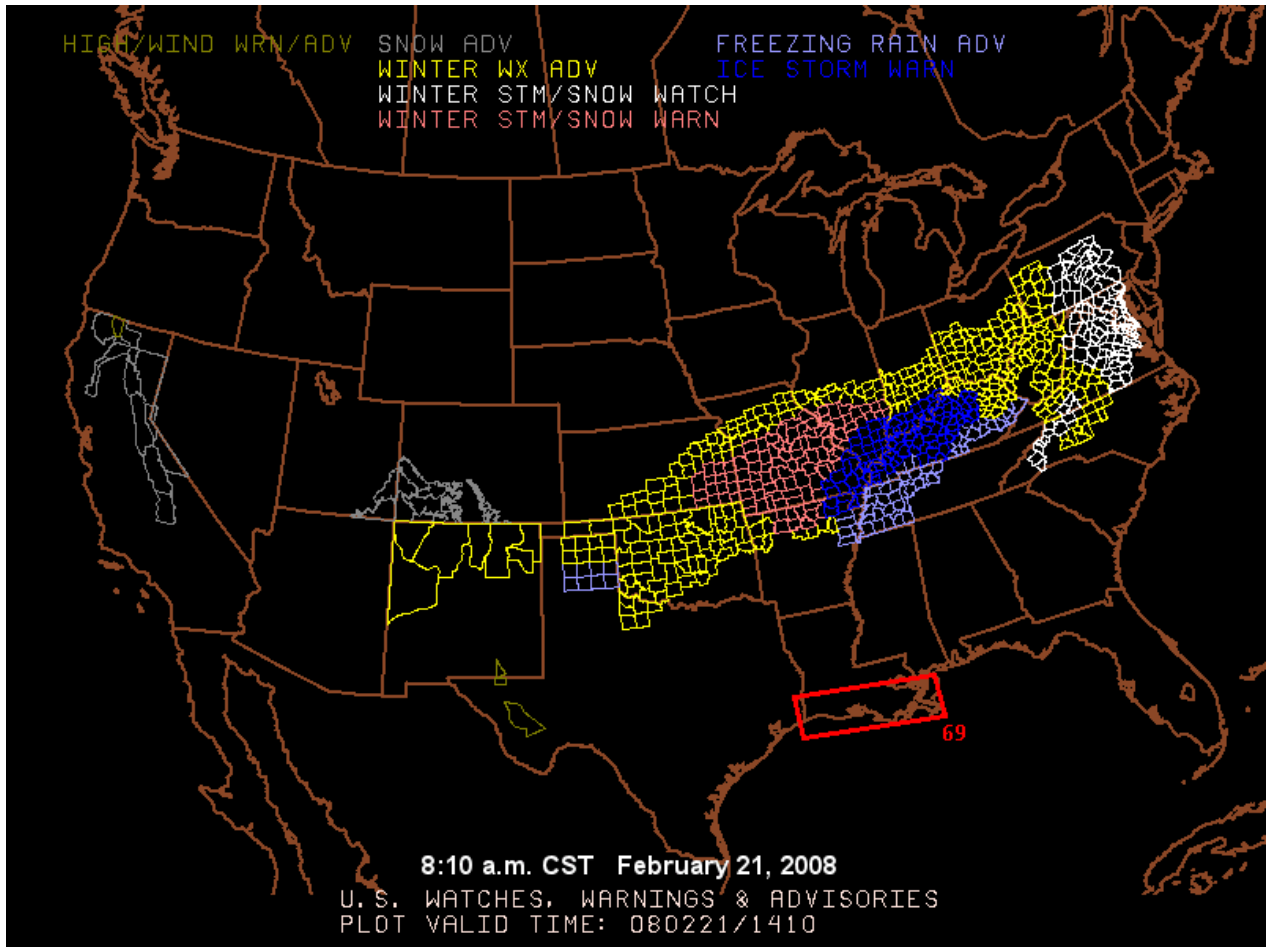 HIGH/WIND WRN/ADV SNOW ADV FREEZING RAIN ADV
WINTER WX ADV ICE STORM WARN
WINTER STM/SNOW WATCH
WINTER STM/SNOW WARN
69
8:10 a.m. CST February 21, 2008
U.S. WATCHES, WARNINGS & ADVISORIES
PLOT VALID TIME: 080221/1410